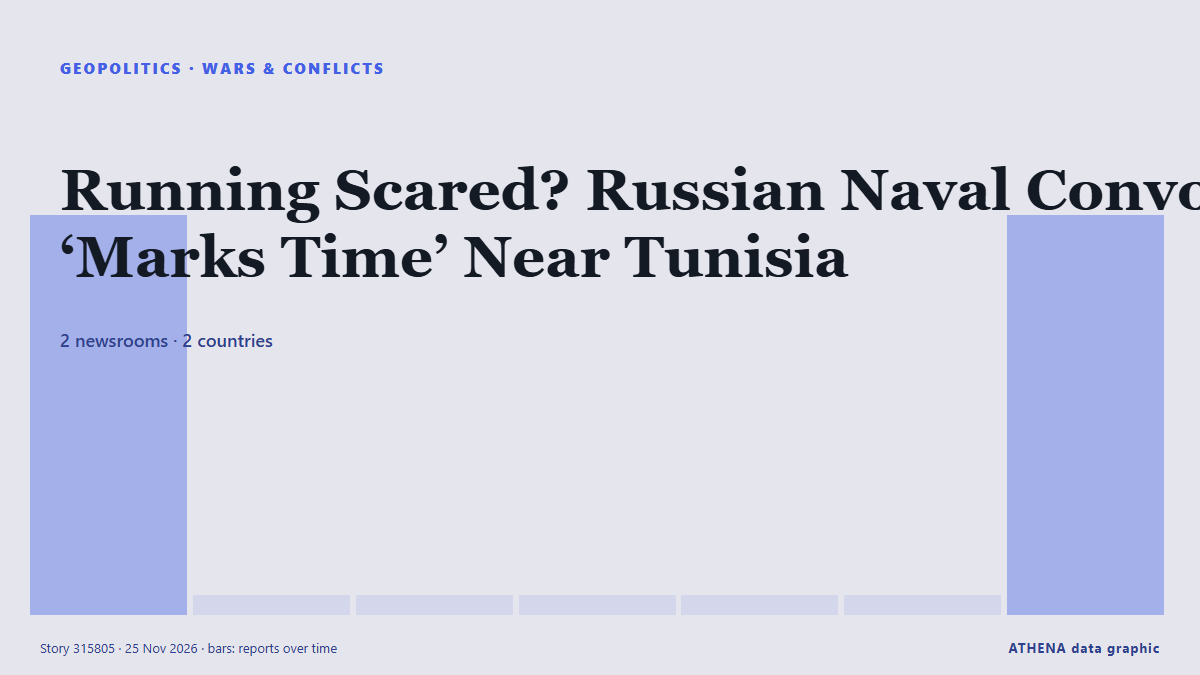 GEOPOLITICS · WARS & CONFLICTS
Running Scared? Russian Naval Convo
‘Marks Time’ Near Tunisia
2 newsrooms · 2 countries
Story 315805 · 25 Nov 2026 · bars: reports over time
ATHENA data graphic